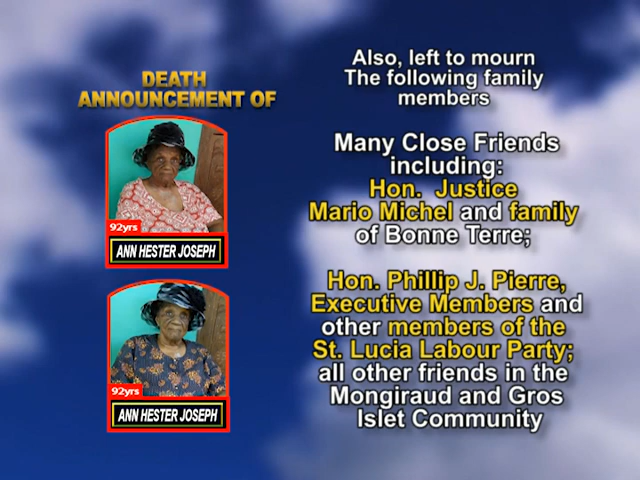 DEATH
ANNOUNCEMENT OF
92yrs
ANN HESTER JOSEPH
92yrs
ANN HESTER JOSEPH
Also, left to mourn
The following family
members
Many Close Friends
including:
Hon. Justice
Mario Michel and family
of Bonne Terre;
Hon. Phillip J. Pierre,
Executive Members and
other members of the
St. Lucia Labour Party;
all other friends in the
Mongiraud and Gros
Islet Community